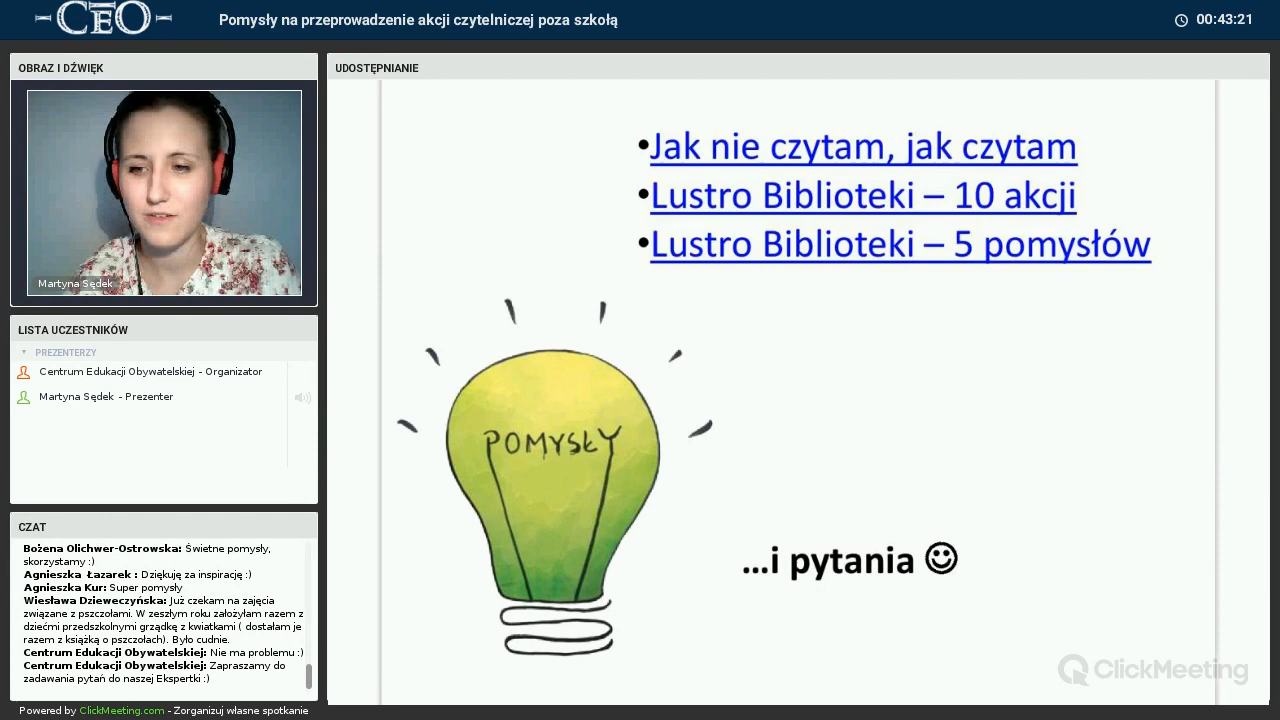 CEO
Pomysły na przeprowadzenie akcji czytelniczej poza szkołą
00:43:21
OBRAZ I DŹWIĘK
Martyna Sędek
LISTA UCZESTNIKÓW
PREZENTERZY
Centrum Edukacji Obywatelskiej - Organizator
Martyna Sędek - Prezenter
CZAT
Bożena Olichwer-Ostrowska: Świetne pomysły,
skorzystamy :)
Agnieszka Łazarek : Dziękuję za inspirację :)
Agnieszka Kur: Super pomysły
Wiesława Dzieweczyńska: Już czekam na zajęcia
związane z pszczołami. W zeszłym roku założyłam razem z
dziećmi przedszkolnymi grządkę z kwiatkami ( dostałam je
razem z książką o pszczołach). Było cudnie.
Centrum Edukacji Obywatelskiej: Nie ma problemu :)
Centrum Edukacji Obywatelskiej: Zapraszamy do
zadawania pytań do naszej Ekspertki :)
Powered by ClickMeeting.com - Zorganizuj własne spotkanie
UDOSTĘPNIANIE
•Jak nie czytam, jak czytam
•Lustro Biblioteki – 10 akcji
•Lustro Biblioteki – 5 pomysłów
POMYSŁY
...i pytania ☺
ClickMeeting